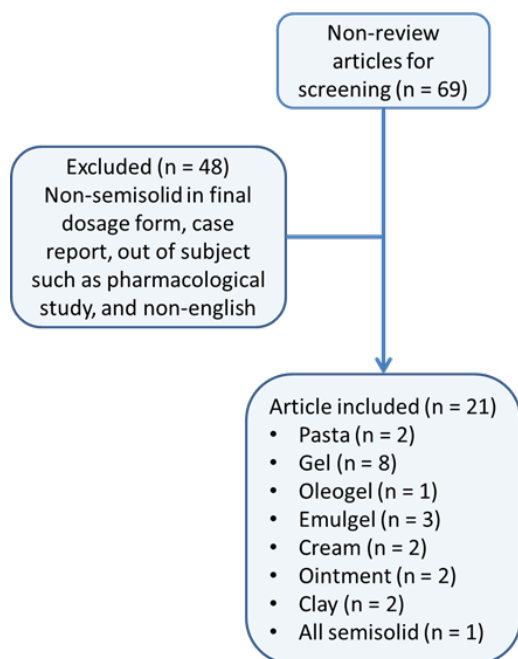 Non-review
articles for
screening (n = 69)
Excluded (n = 48)
Non-semisolid in final
dosage form, case
report, out of subject
such as pharmacological
study, and non-english
Article included (n = 21)
• Pasta (n = 2)
• Gel (n = 8)
• Oleogel (n = 1)
• Emulgel (n = 3)
• Cream (n = 2)
• Ointment (n = 2)
• Clay (n = 2)
• All semisolid (n = 1)